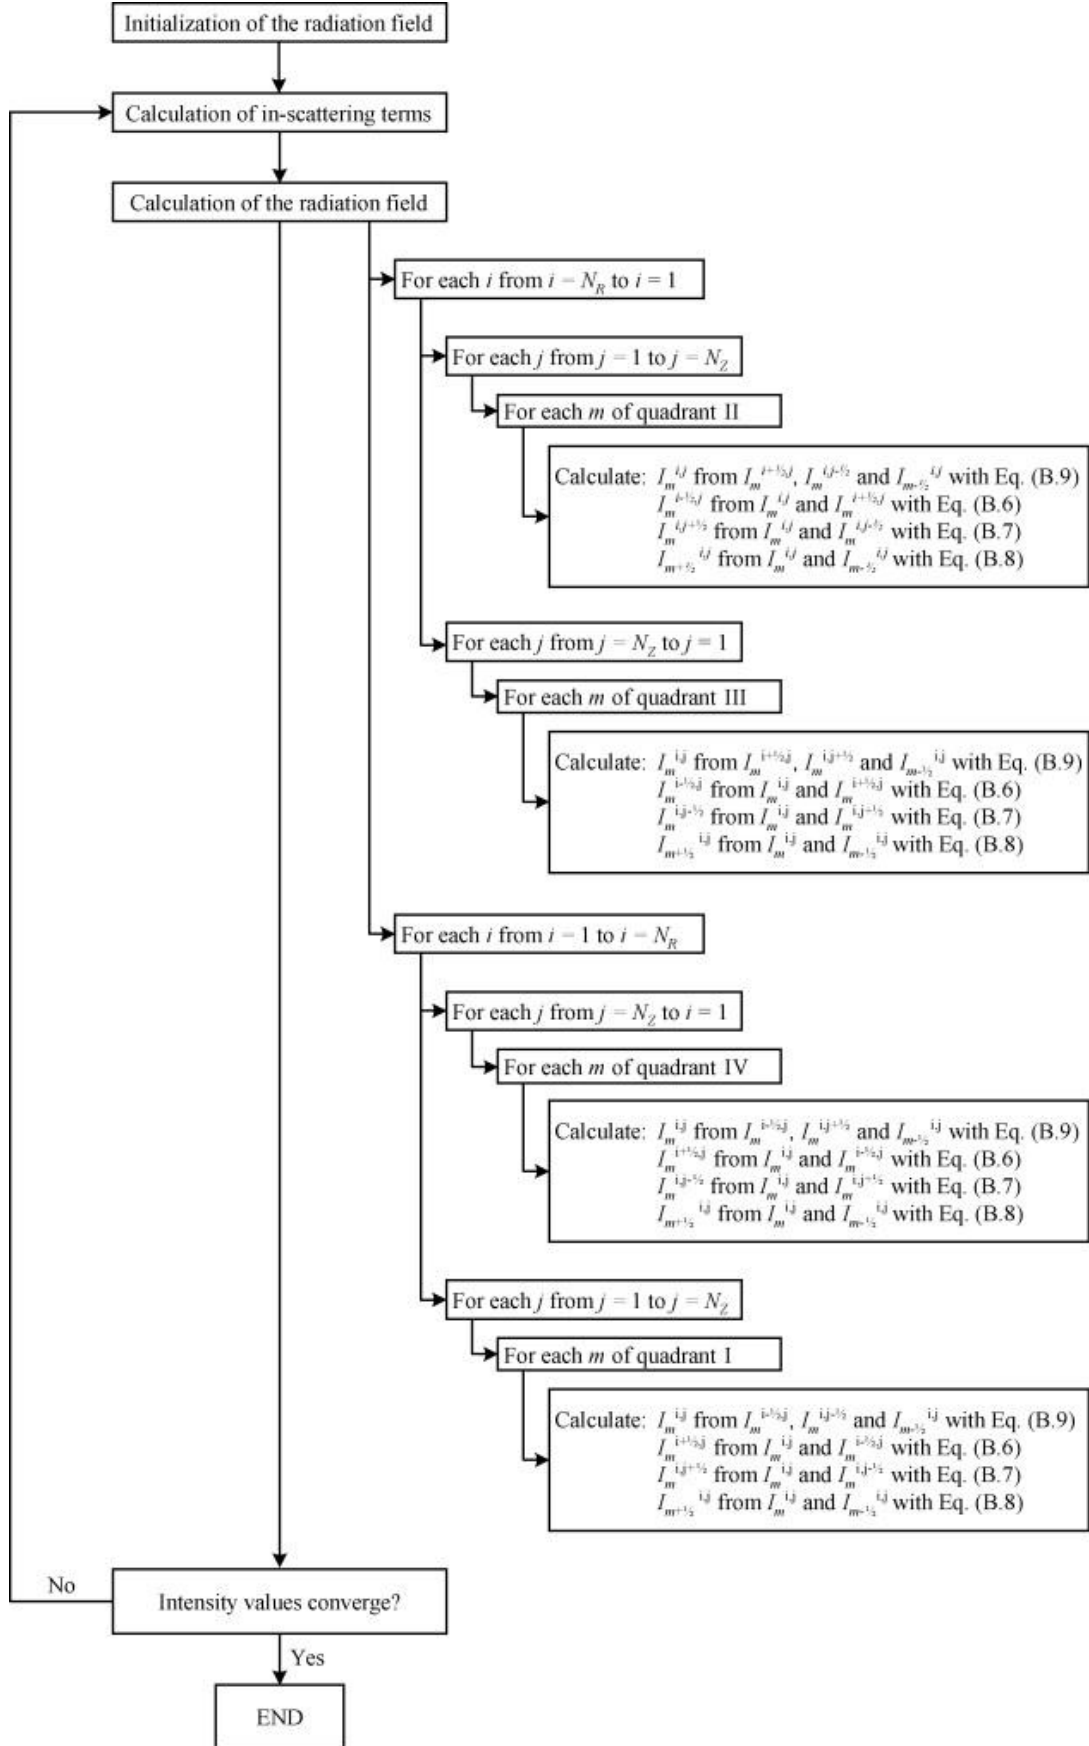 Initialization of the radiation field
Calculation of in-scattering terms
Calculation of the radiation field
For each i from i = N_R to i = 1
For each j from j = 1 to j = N_Z
For each m of quadrant II
Calculate: I_m^{i,j} from I_m^{i+½,j}, I_m^{i,j-½} and I_{m-½}^{i,j} with Eq. (B.9)
I_m^{i-½,j} from I_m^{i,j} and I_m^{i+½,j} with Eq. (B.6)
I_m^{i,j+½} from I_m^{i,j} and I_m^{i,j-½} with Eq. (B.7)
I_{m+½}^{i,j} from I_m^{i,j} and I_{m-½}^{i,j} with Eq. (B.8)
For each j from j = N_Z to j = 1
For each m of quadrant III
Calculate: I_m^{i,j} from I_m^{i+½,j}, I_m^{i,j+½} and I_{m-½}^{i,j} with Eq. (B.9)
I_m^{i-½,j} from I_m^{i,j} and I_m^{i+½,j} with Eq. (B.6)
I_m^{i,j-½} from I_m^{i,j} and I_m^{i,j+½} with Eq. (B.7)
I_{m+½}^{i,j} from I_m^{i,j} and I_{m-½}^{i,j} with Eq. (B.8)
For each i from i = 1 to i = N_R
For each j from j = N_Z to i = 1
For each m of quadrant IV
Calculate: I_m^{i,j} from I_m^{i-½,j}, I_m^{i,j+½} and I_{m-½}^{i,j} with Eq. (B.9)
I_m^{i+½,j} from I_m^{i,j} and I_m^{i-½,j} with Eq. (B.6)
I_m^{i,j-½} from I_m^{i,j} and I_m^{i,j+½} with Eq. (B.7)
I_{m+½}^{i,j} from I_m^{i,j} and I_{m-½}^{i,j} with Eq. (B.8)
For each j from j = 1 to j = N_Z
For each m of quadrant I
Calculate: I_m^{i,j} from I_m^{i-½,j}, I_m^{i,j-½} and I_{m-½}^{i,j} with Eq. (B.9)
I_m^{i+½,j} from I_m^{i,j} and I_m^{i-½,j} with Eq. (B.6)
I_m^{i,j+½} from I_m^{i,j} and I_m^{i,j-½} with Eq. (B.7)
I_{m+½}^{i,j} from I_m^{i,j} and I_{m-½}^{i,j} with Eq. (B.8)
No
Intensity values converge?
Yes
END